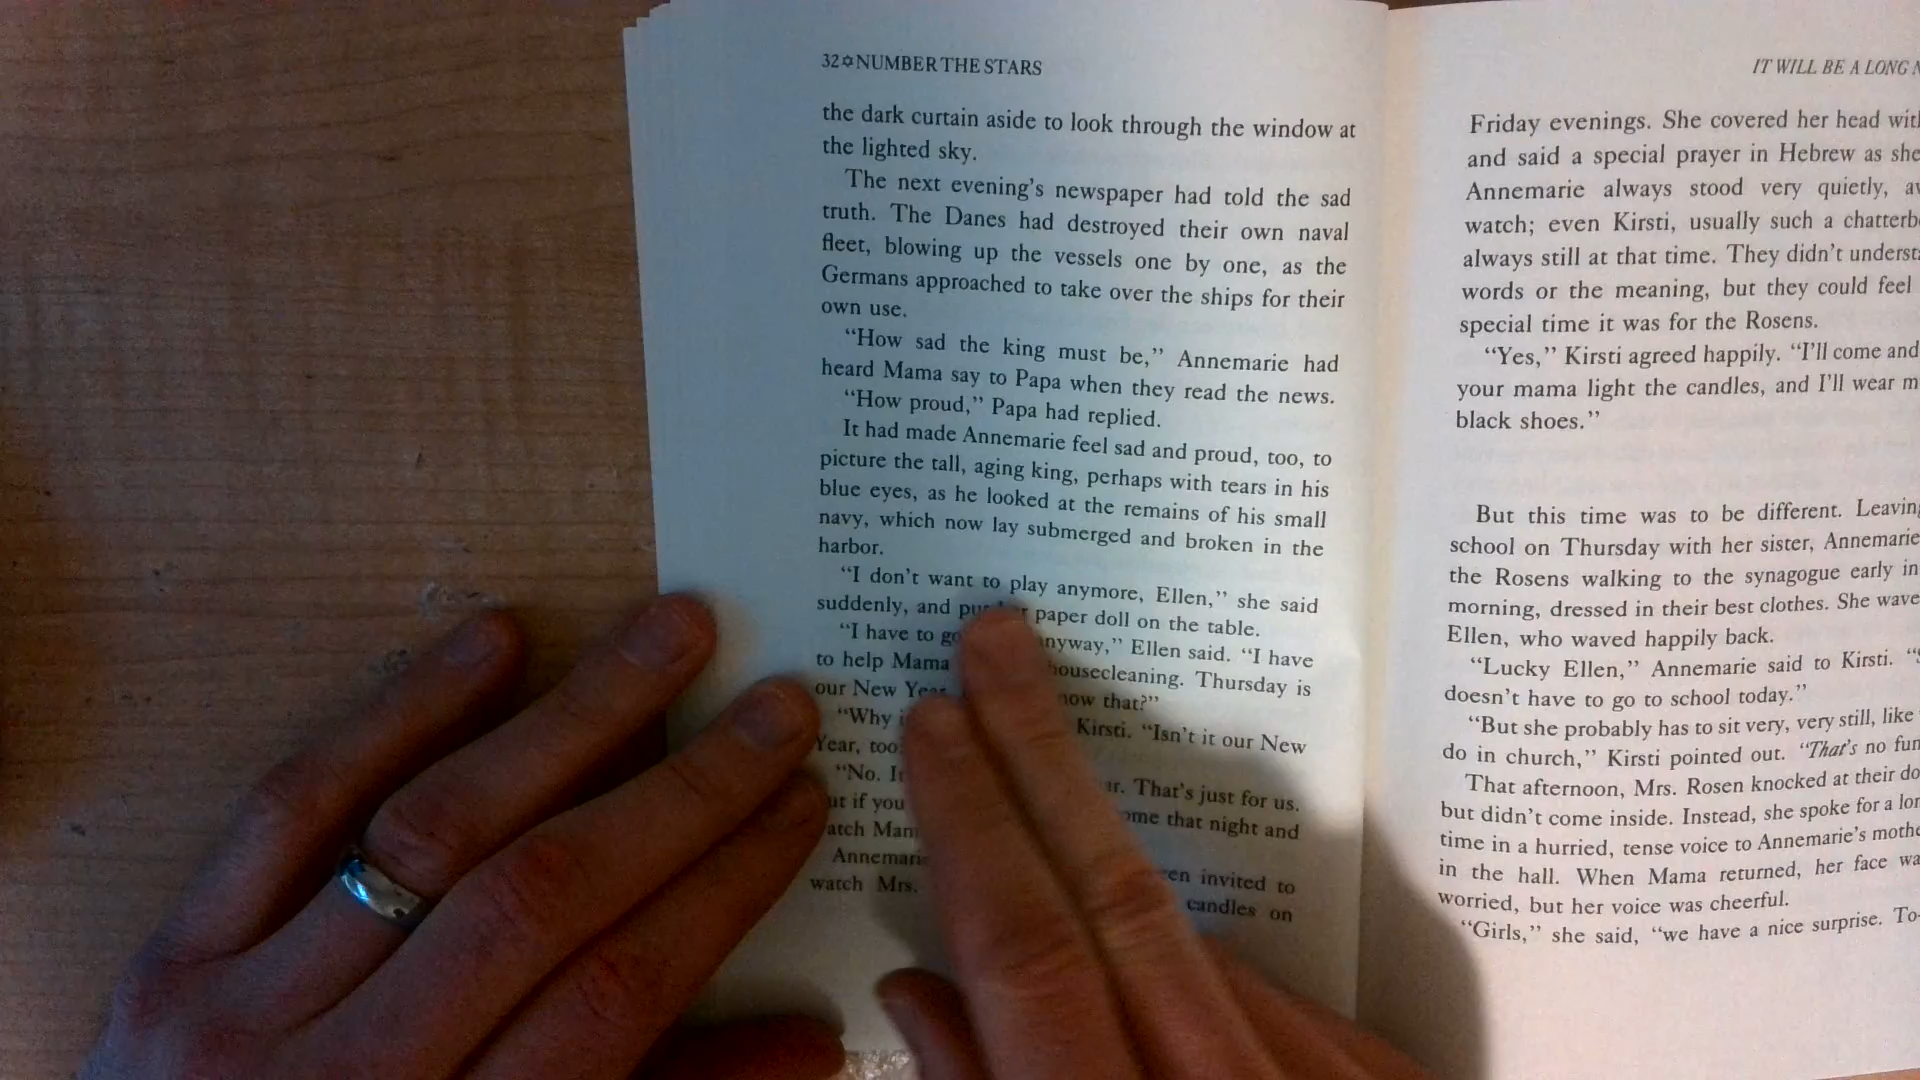 32✡NUMBER THE STARS
the dark curtain aside to look through the window at
the lighted sky.
The next evening's newspaper had told the sad
truth. The Danes had destroyed their own naval
fleet, blowing up the vessels one by one, as the
Germans approached to take over the ships for their
own use.
“How sad the king must be,” Annemarie had
heard Mama say to Papa when they read the news.
“How proud,” Papa had replied.
It had made Annemarie feel sad and proud, too, to
picture the tall, aging king, perhaps with tears in his
blue eyes, as he looked at the remains of his small
navy, which now lay submerged and broken in the
harbor.
“I don't want to play anymore, Ellen,” she said
suddenly, and paper doll on the table.
“I have to anyway,” Ellen said. “I have
to help Mama housecleaning. Thursday is
our New that?”
“Why Kirsti. “Isn't it our New
Year, too
“No. That's just for us.
if you that night and
Mrs.
watch Mrs. invited to
candles on
IT WILL BE A LONG
Friday evenings. She covered her head
and said a special prayer in Hebrew as she
Annemarie always stood very quietly,
watch; even Kirsti, usually such a
always still at that time. They didn't
words or the meaning, but they could feel
special time it was for the Rosens.
“Yes,” Kirsti agreed happily. “I'll come and
your mama light the candles, and I'll wear
black shoes.”
But this time was to be different.
school on Thursday with her sister, Annemarie
the Rosens walking to the synagogue early in
morning, dressed in their best clothes. She
Ellen, who waved happily back.
“Lucky Ellen,” Annemarie said to Kirsti.
doesn't have to go to school today.”
“But she probably has to sit very, very still, like
do in church,” Kirsti pointed out. “That's no
That afternoon, Mrs. Rosen knocked at their
but didn't come inside. Instead, she spoke for a
time in a hurried, tense voice to Annemarie's
in the hall. When Mama returned, her face
worried, but her voice was cheerful.
“Girls,” she said, “we have a nice surprise. To-